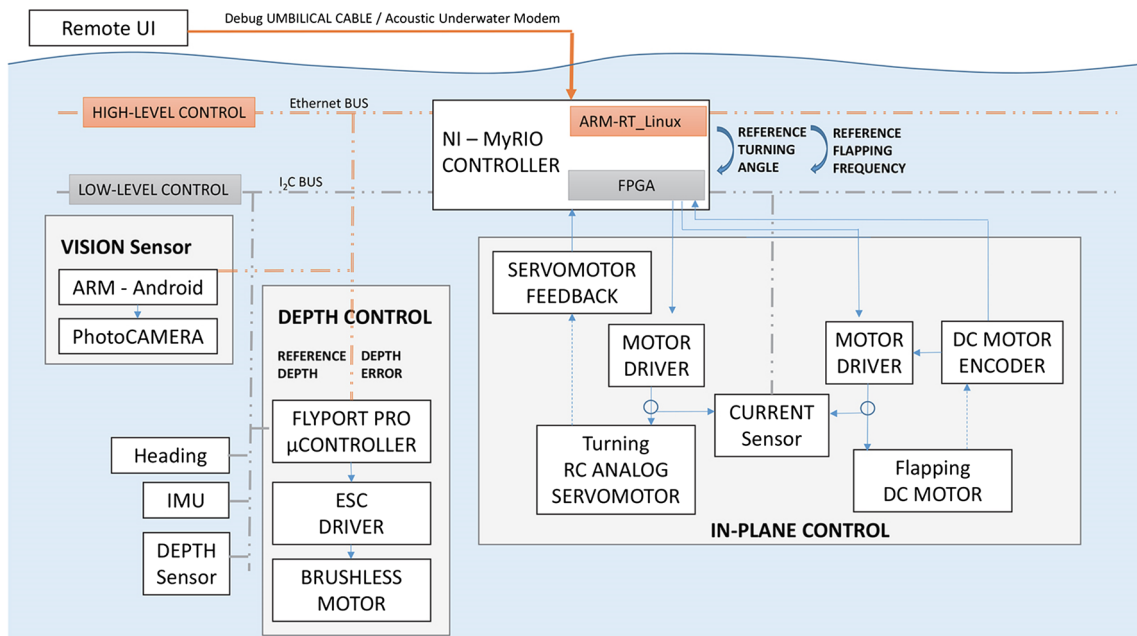 Remote UI
Debug UMBILICAL CABLE / Acoustic Underwater Modem
HIGH-LEVEL CONTROL
Ethernet BUS
NI – MyRIO
CONTROLLER
ARM-RT_Linux
FPGA
REFERENCE
TURNING
ANGLE
REFERENCE
FLAPPING
FREQUENCY
LOW-LEVEL CONTROL
I₂C BUS
VISION Sensor
ARM - Android
PhotoCAMERA
DEPTH CONTROL
REFERENCE
DEPTH
DEPTH
ERROR
FLYPORT PRO
µCONTROLLER
ESC
DRIVER
BRUSHLESS
MOTOR
Heading
IMU
DEPTH
Sensor
SERVOMOTOR
FEEDBACK
MOTOR
DRIVER
MOTOR
DRIVER
DC MOTOR
ENCODER
CURRENT
Sensor
Turning
RC ANALOG
SERVOMOTOR
Flapping
DC MOTOR
IN-PLANE CONTROL